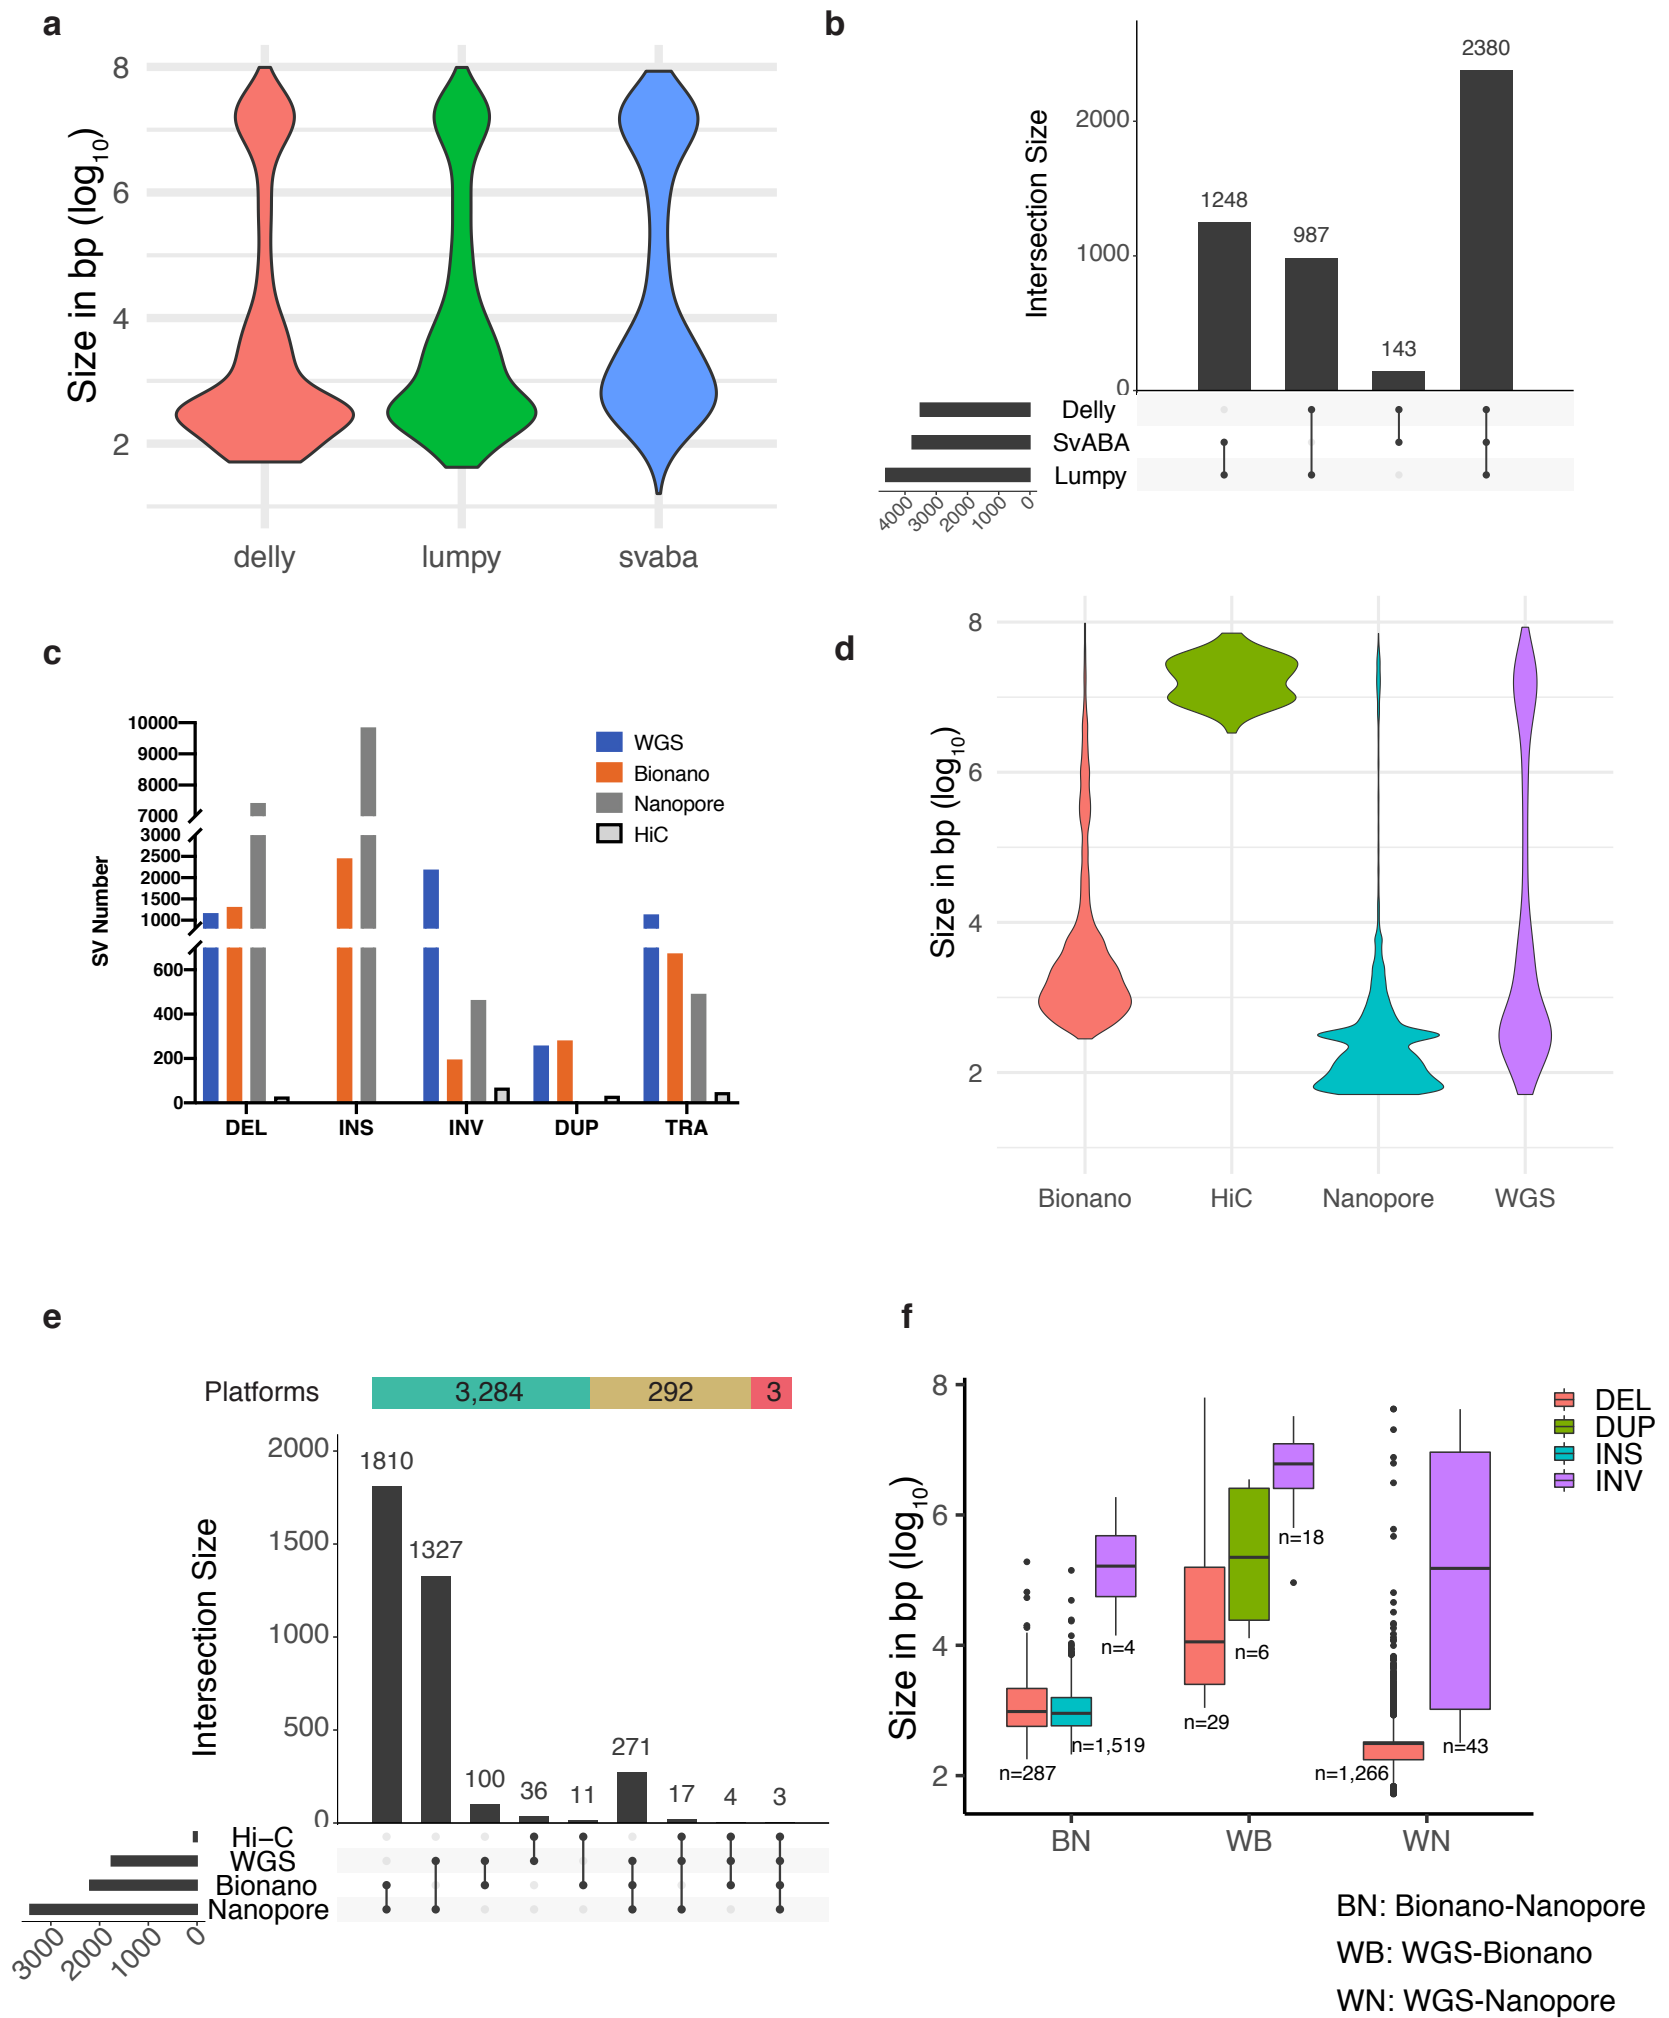 a
8
6
4
2
Size in bp (log10)
delly lumpy svaba
b
Intersection Size
2000
1000
0
1248
987
143
2380
Delly
SvABA
Lumpy
4000 3000 2000 1000 0
c
SV Number
10000
9000
8000
7000
3000
2500
2000
1500
1000
600
400
200
0
WGS
Bionano
Nanopore
HiC
DEL INS INV DUP TRA
d
Size in bp (log10)
8
6
4
2
Bionano HiC Nanopore WGS
e
Platforms 3,284 292 3
Intersection Size
2000
1500
1000
500
0
1810
1327
100
36
11
271
17
4
3
Hi-C
WGS
Bionano
Nanopore
3000 2000 1000 0
f
Size in bp (log10)
8
6
4
2
DEL
DUP
INS
INV
n=287
n=1,519
n=4
n=29
n=6
n=18
n=1,266
n=43
BN WB WN
BN: Bionano-Nanopore
WB: WGS-Bionano
WN: WGS-Nanopore